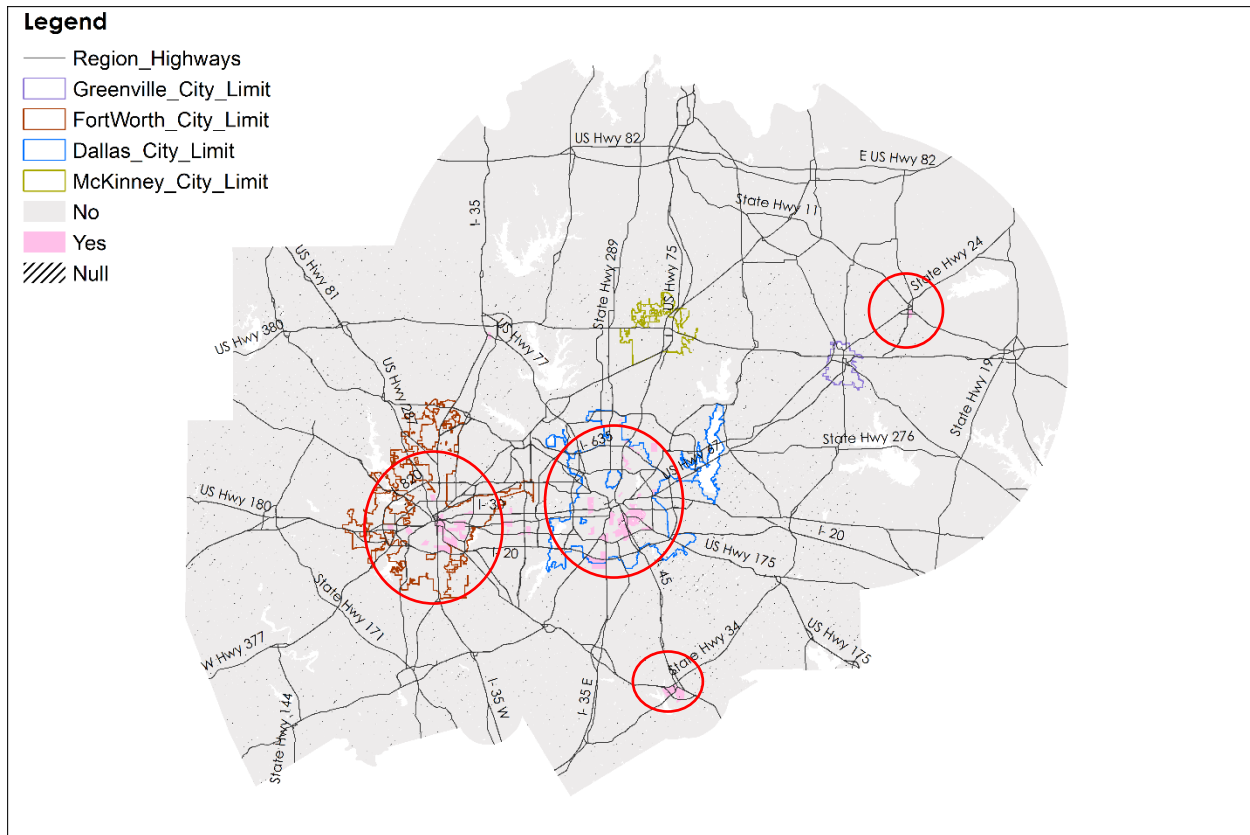 Legend
Region_Highways
Greenville_City_Limit
FortWorth_City_Limit
Dallas_City_Limit
McKinney_City_Limit
No
Yes
Null
US Hwy 82
E US Hwy 82
State Hwy 11
I- 35
State Hwy 289
US Hwy 75
State Hwy 24
US Hwy 81
US Hwy 380
US Hwy 77
State Hwy 19
US Hwy 287
I- 635
US Hwy 67
State Hwy 276
820
US Hwy 180
I- 30
I- 20
I- 20
US Hwy 175
45
State Hwy 171
W Hwy 377
State Hwy 34
US Hwy 175
I- 35 W
I- 35 E
State Hwy 144